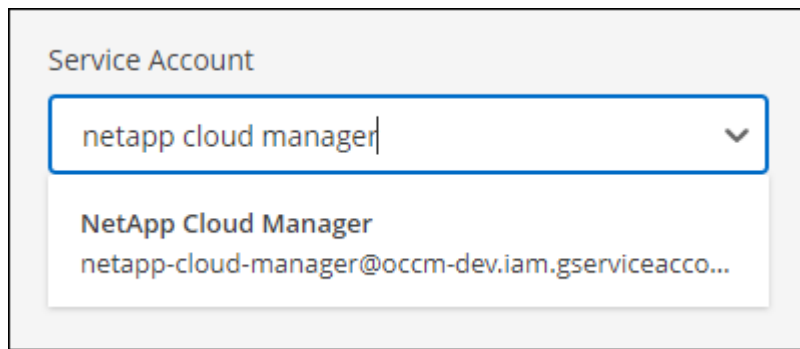 Service Account
netapp cloud manager
NetApp Cloud Manager
netapp-cloud-manager@occm-dev.iam.gserviceacco...